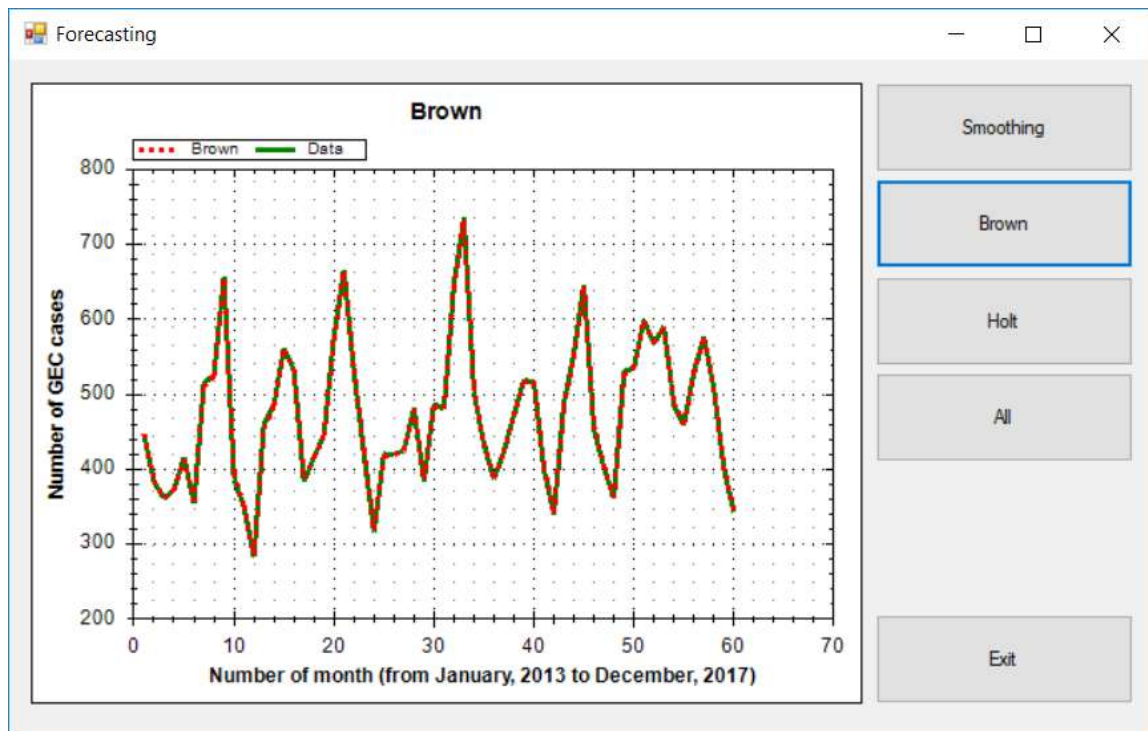 Forecasting
Brown
Brown Data
800
700
600
500
400
300
200
0 10 20 30 40 50 60 70
Number of GEC cases
Number of month (from January, 2013 to December, 2017)
Smoothing
Brown
Holt
All
Exit